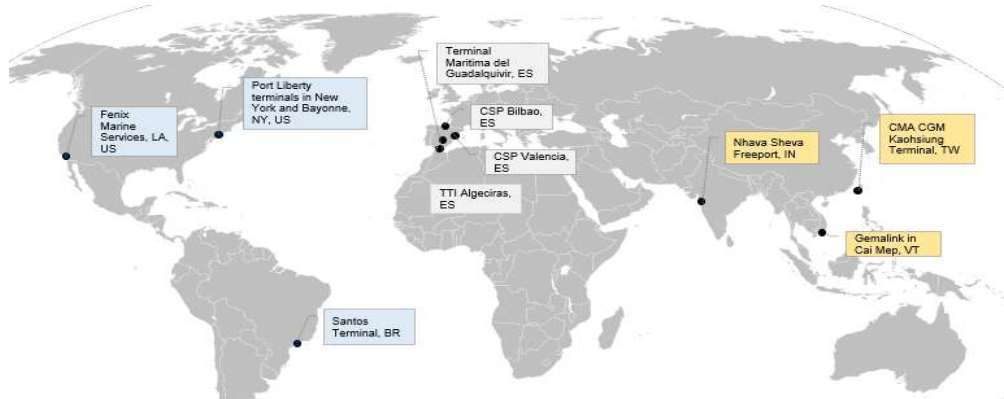 Terminal
Maritima del
Guadalquivir, ES
Port Liberty
terminals in New
York and Bayonne,
NY, US
Fenix
Marine
Services, LA,
US
CSP Bilbao,
ES
CSP Valencia,
ES
TTI Algeciras,
ES
Nhava Sheva
Freeport, IN
CMA CGM
Kaohsiung
Terminal, TW
Gemalink in
Cai Mep, VT
Santos
Terminal, BR